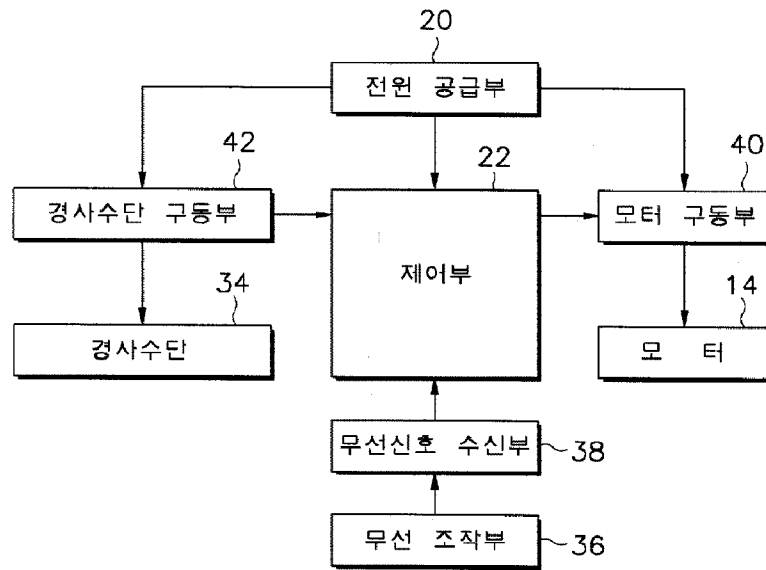 20
전원 공급부
42
22
40
경사수단 구동부
제어부
모터 구동부
34
14
경사수단
모 터
무선신호 수신부
38
무선 조작부
36